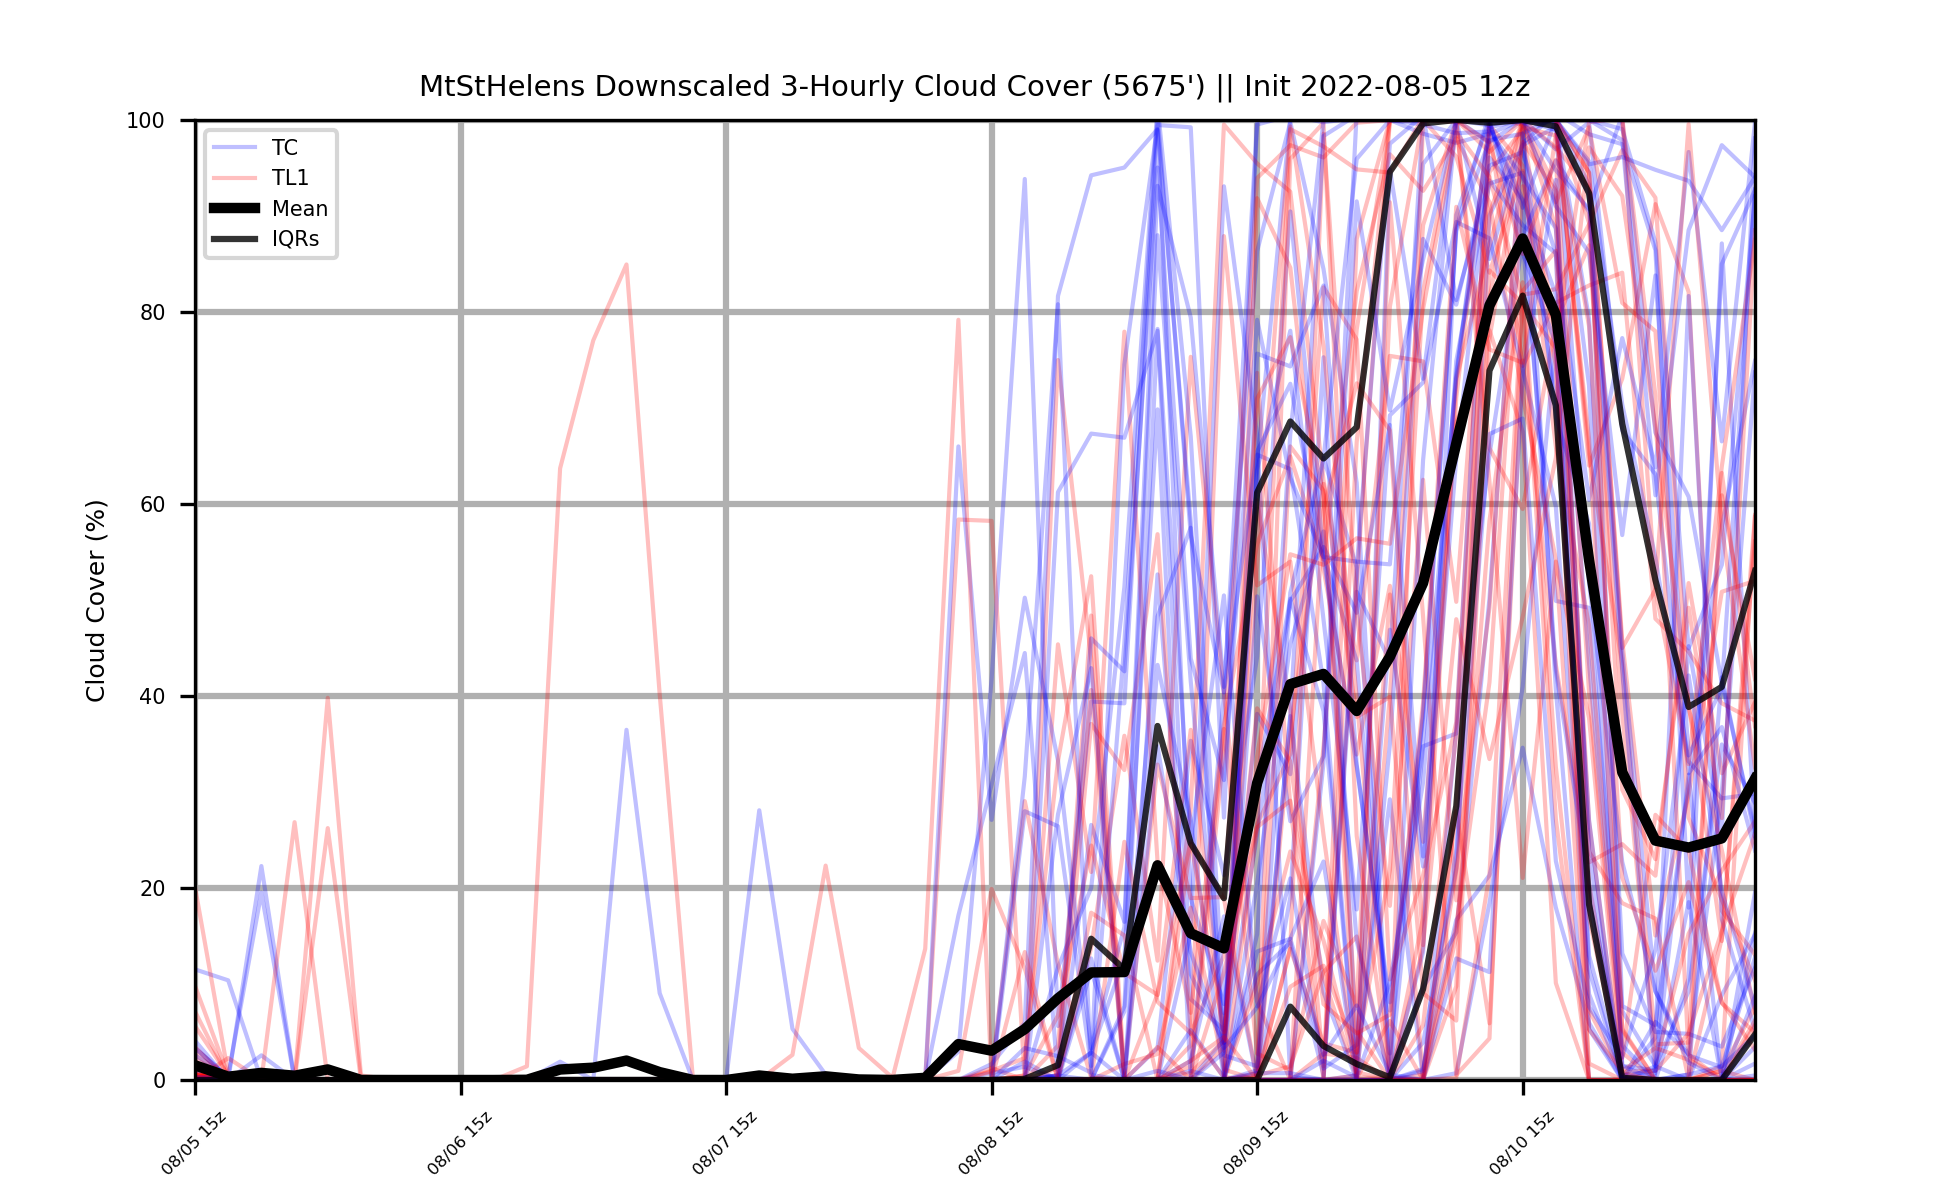 MtStHelens Downscaled 3-Hourly Cloud Cover (5675') || Init 2022-08-05 12z
100
80
60
40
20
0
Cloud Cover (%)
TC
TL1
Mean
IQRs
08/05 15z
08/06 15z
08/07 15z
08/08 15z
08/09 15z
08/10 15z